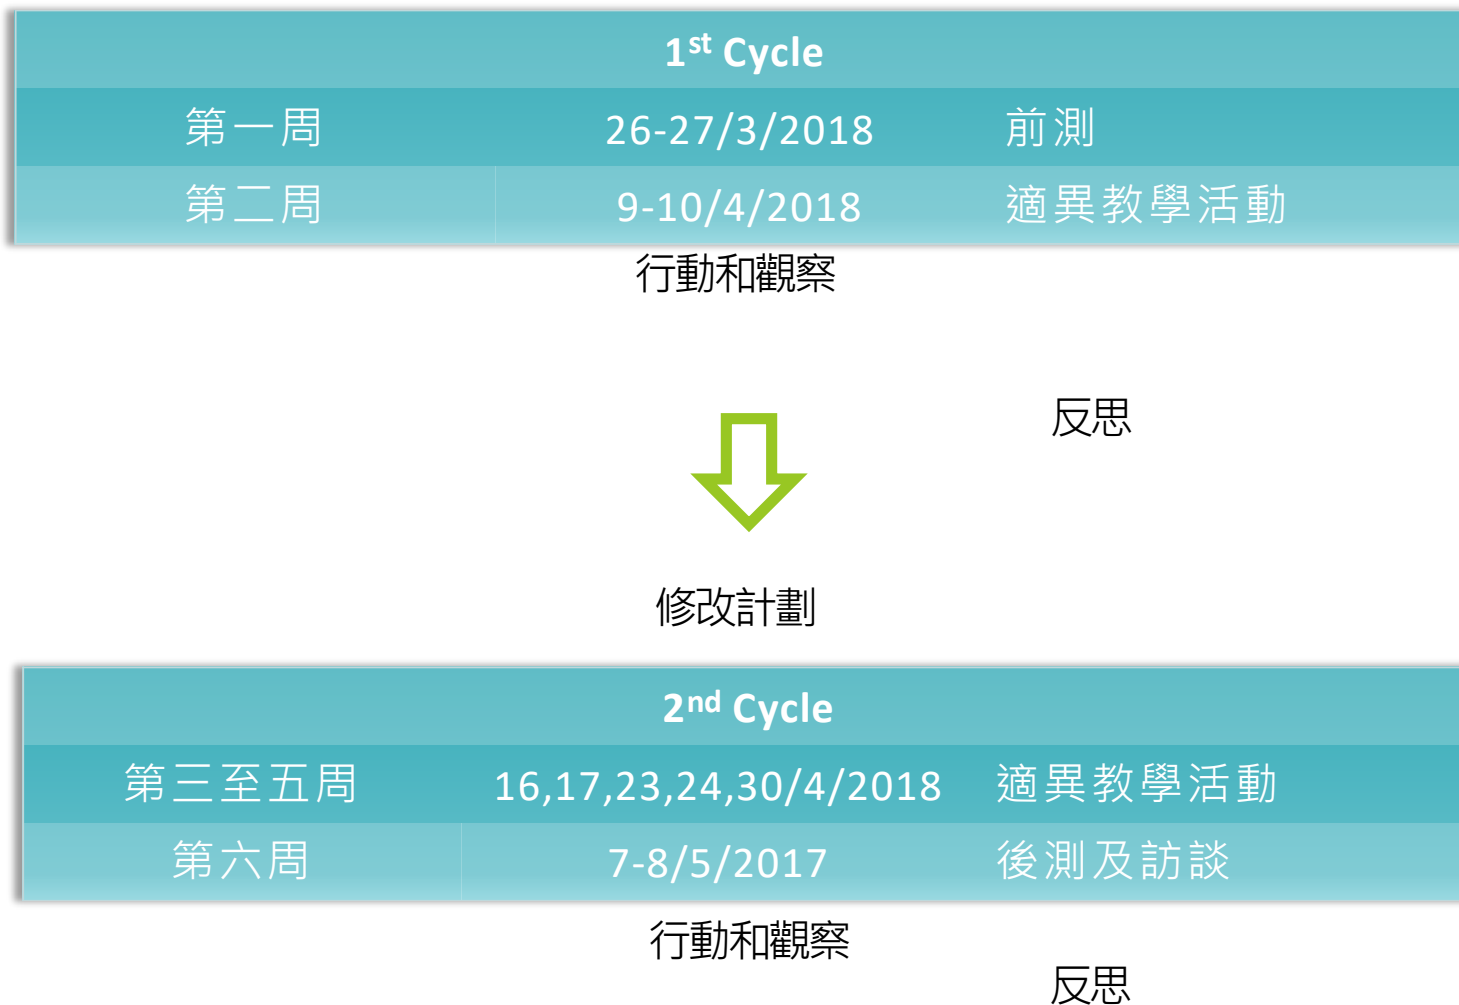 1st Cycle
第一周 26-27/3/2018 前測
第二周 9-10/4/2018 適異教學活動
行動和觀察
反思
修改計劃
2nd Cycle
第三至五周 16,17,23,24,30/4/2018 適異教學活動
第六周 7-8/5/2017 後測及訪談
行動和觀察
反思